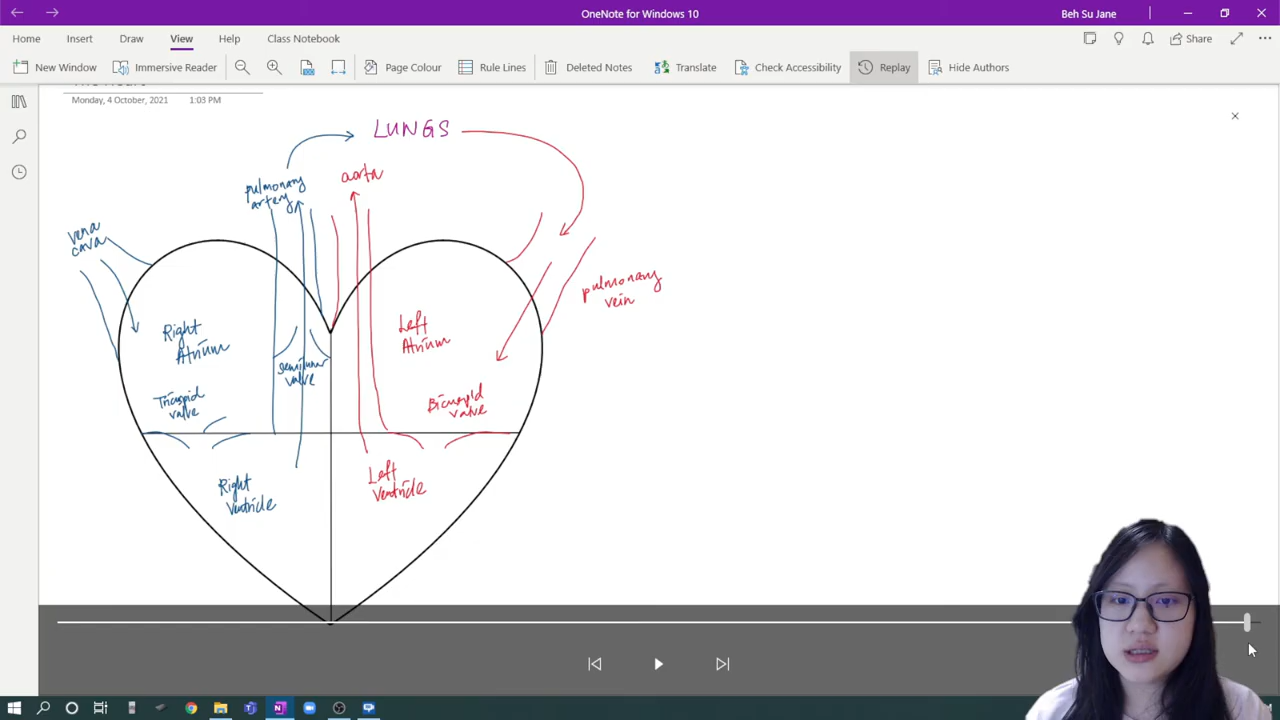 OneNote for Windows 10
Beh Su Jane
Home
Insert
Draw
View
Help
Class Notebook
Share
New Window
Immersive Reader
Page Colour
Rule Lines
Deleted Notes
Translate
Check Accessibility
Replay
Hide Authors
Monday, 4 October, 2021
1:03 PM
LUNGS
pulmonary
artery
aorta
vena
cava
pulmonary
vein
Right
Atrium
Left
Atrium
semilunar
valve
Tricuspid
valve
Bicuspid
valve
Right
Ventricle
Left
Ventricle